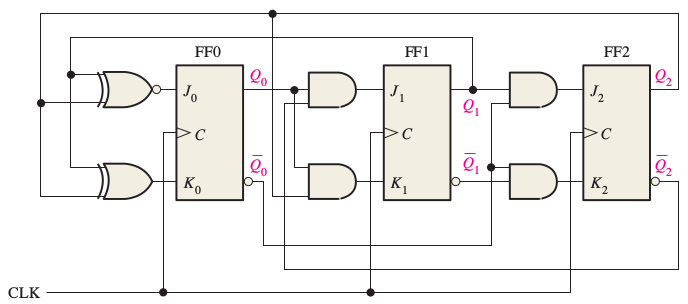 FF0 FF1 FF2
Q₀ Q₂
J₀ J₁ J₂
Q₁
C C C
Q̅₀ Q̅₁ Q̅₂
K₀ K₁ K₂
CLK